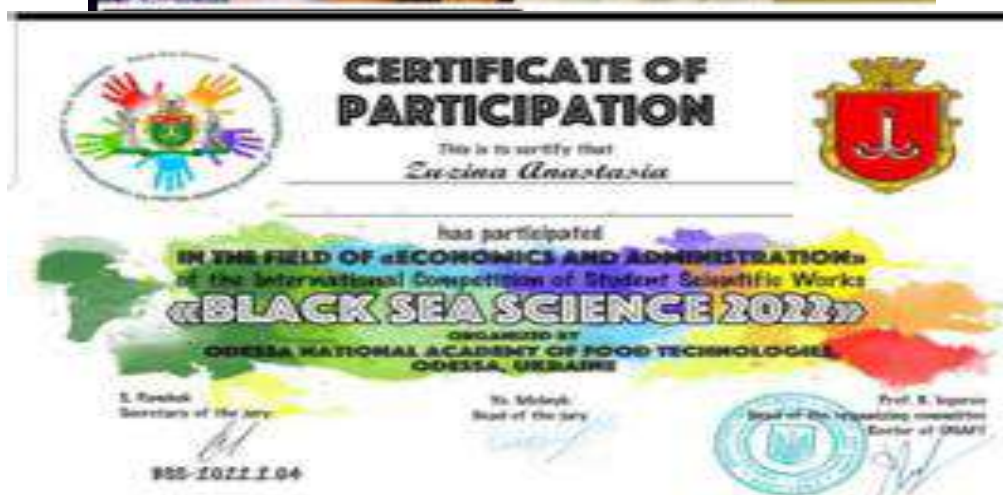 CERTIFICATE OF
PARTICIPATION
This is to certify that
Zuzina Anastasia
has participated
IN THE FIELD OF «ECONOMICS AND ADMINISTRATION»
of the International Competition of Student Scientific Works
«BLACK SEA SCIENCE 2022»
ORGANIZED BY
ODESSA NATIONAL ACADEMY OF FOOD TECHNOLOGIES,
ODESSA, UKRAINE
Secretary of the jury
Head of the jury
Prof. B.
Head of the organizing committee
Rector of ONAFT
BSS-2022.2.04